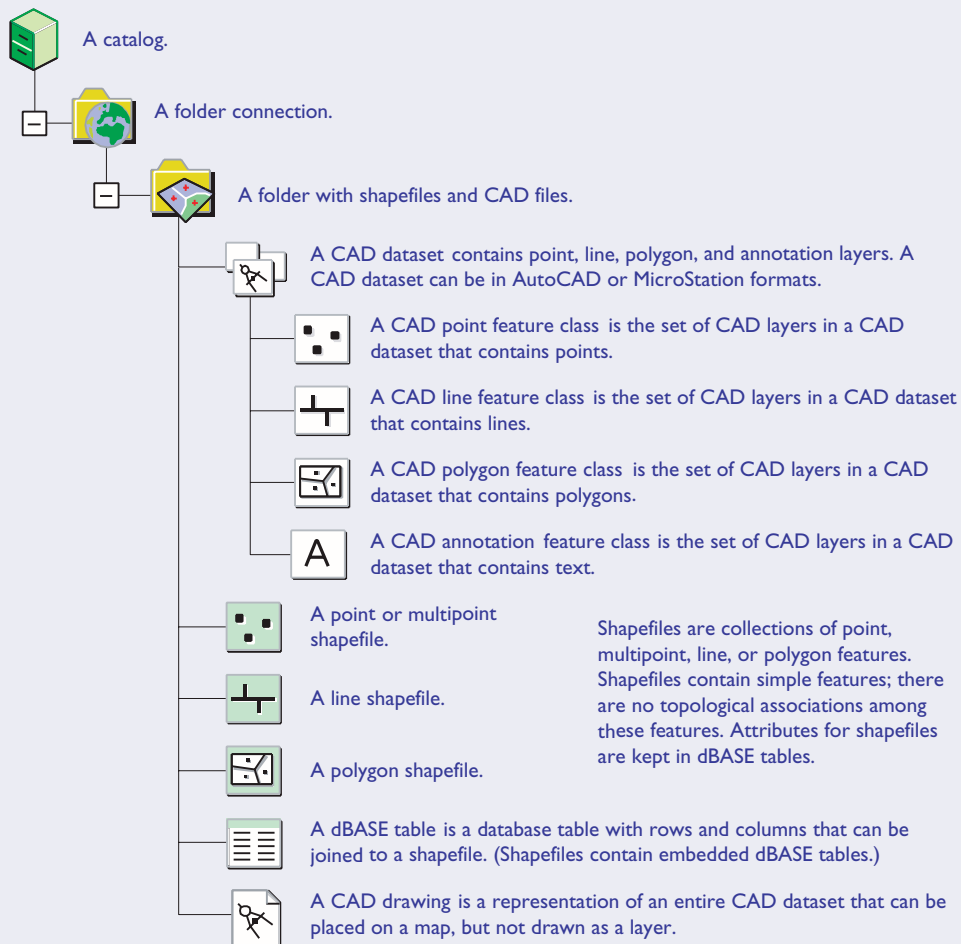 A catalog.
A folder connection.
A folder with shapefiles and CAD files.
A CAD dataset contains point, line, polygon, and annotation layers. A
CAD dataset can be in AutoCAD or MicroStation formats.
A CAD point feature class is the set of CAD layers in a CAD
dataset that contains points.
A CAD line feature class is the set of CAD layers in a CAD dataset
that contains lines.
A CAD polygon feature class is the set of CAD layers in a CAD
dataset that contains polygons.
A
A CAD annotation feature class is the set of CAD layers in a CAD
dataset that contains text.
A point or multipoint
shapefile.
A line shapefile.
A polygon shapefile.
Shapefiles are collections of point,
multipoint, line, or polygon features.
Shapefiles contain simple features; there
are no topological associations among
these features. Attributes for shapefiles
are kept in dBASE tables.
A dBASE table is a database table with rows and columns that can be
joined to a shapefile. (Shapefiles contain embedded dBASE tables.)
A CAD drawing is a representation of an entire CAD dataset that can be
placed on a map, but not drawn as a layer.